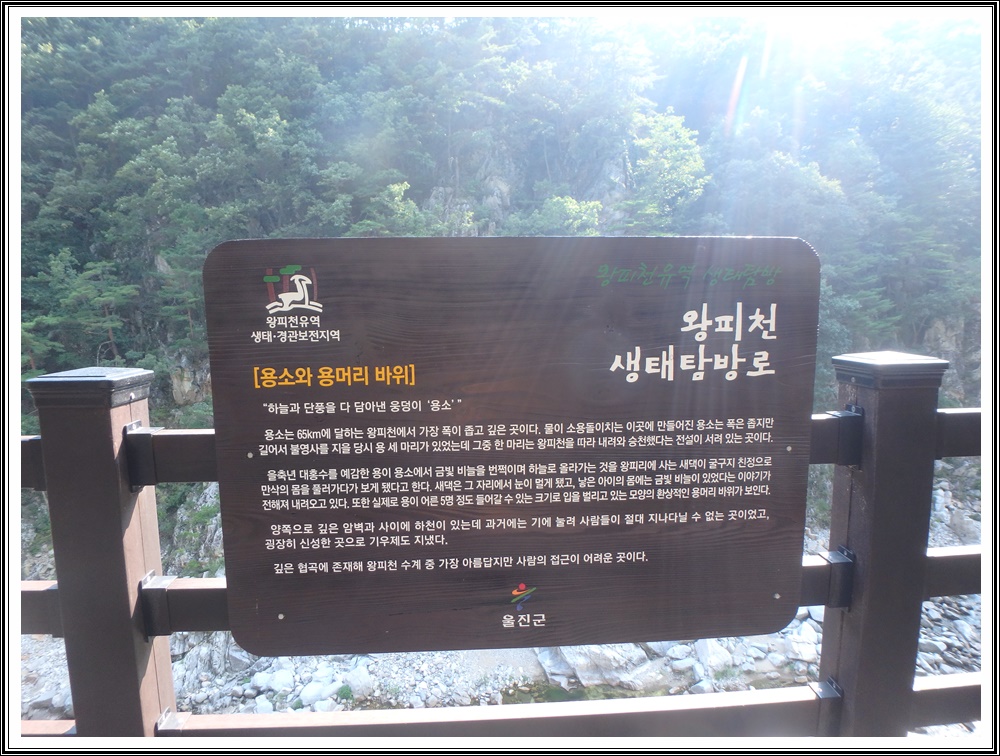 왕피천유역
생태·경관보전지역
왕피천유역 생태탐방
왕피천
생태탐방로
[용소와 용머리 바위]
“하늘과 단풍을 다 담아낸 웅덩이 ‘용소’”
용소는 65km에 달하는 왕피천에서 가장 폭이 좁고 깊은 곳이다. 물이 소용돌이치는 이곳에 만들어진 용소는 폭은 좁지만
길어서 불영사를 지을 당시 용 세 마리가 있었는데 그중 한 마리는 왕피천을 따라 내려와 승천했다는 전설이 서려 있는 곳이다.
을축년 대홍수를 예감한 용이 용소에서 금빛 비늘을 번쩍이며 하늘로 올라가는 것을 왕피리에 사는 새댁이 굴구지 친정으로
만삭의 몸을 풀러가다가 보게 됐다고 한다. 새댁은 그 자리에서 눈이 멀게 됐고, 낳은 아이의 몸에는 금빛 비늘이 있었다는 이야기가
전해져 내려오고 있다. 또한 실제로 용이 어른 5명 정도 들어갈 수 있는 크기로 입을 벌리고 있는 모양의 환상적인 용머리 바위가 보인다.
양쪽으로 깊은 암벽과 사이에 하천이 있는데 과거에는 기에 눌려 사람들이 절대 지나다닐 수 없는 곳이었고,
굉장히 신성한 곳으로 기우제도 지냈다.
깊은 협곡에 존재해 왕피천 수계 중 가장 아름답지만 사람의 접근이 어려운 곳이다.
울진군